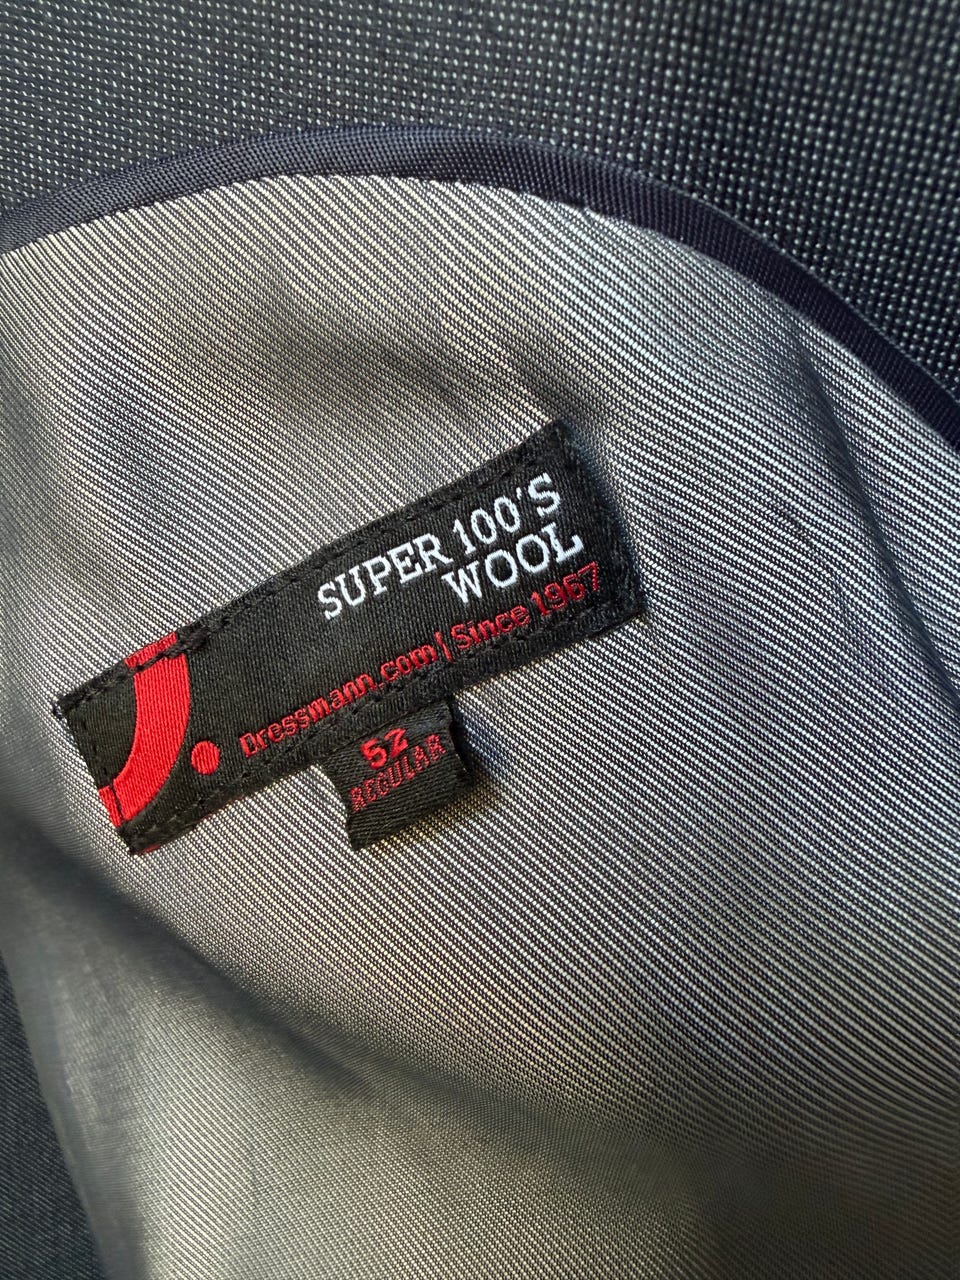 SUPER 100'S
WOOL
Dressmann.com | Since 1967
52
REGULAR